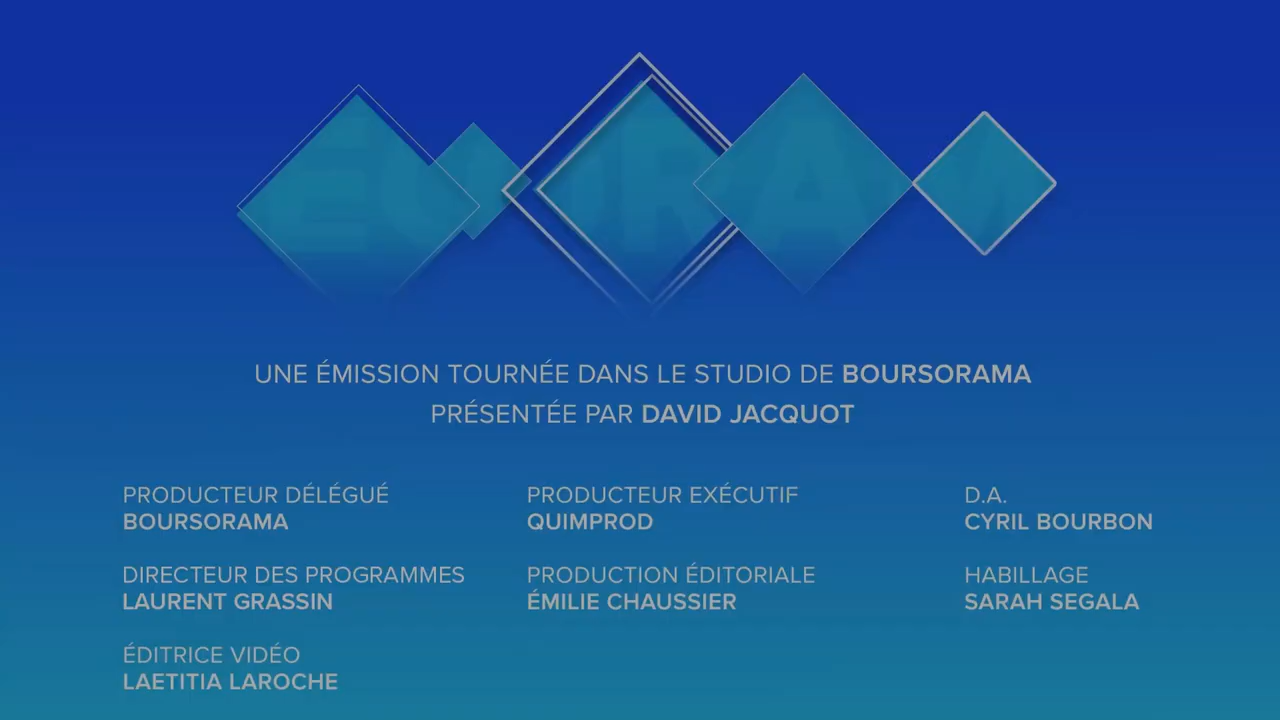 UNE ÉMISSION TOURNÉE DANS LE STUDIO DE BOURSORAMA
PRÉSENTÉE PAR DAVID JACQUOT
PRODUCTEUR DÉLÉGUÉ
BOURSORAMA
DIRECTEUR DES PROGRAMMES
LAURENT GRASSIN
ÉDITRICE VIDÉO
LAETITIA LAROCHE
PRODUCTEUR EXÉCUTIF
QUIMPROD
PRODUCTION ÉDITORIALE
ÉMILIE CHAUSSIER
D.A.
CYRIL BOURBON
HABILLAGE
SARAH SEGALA